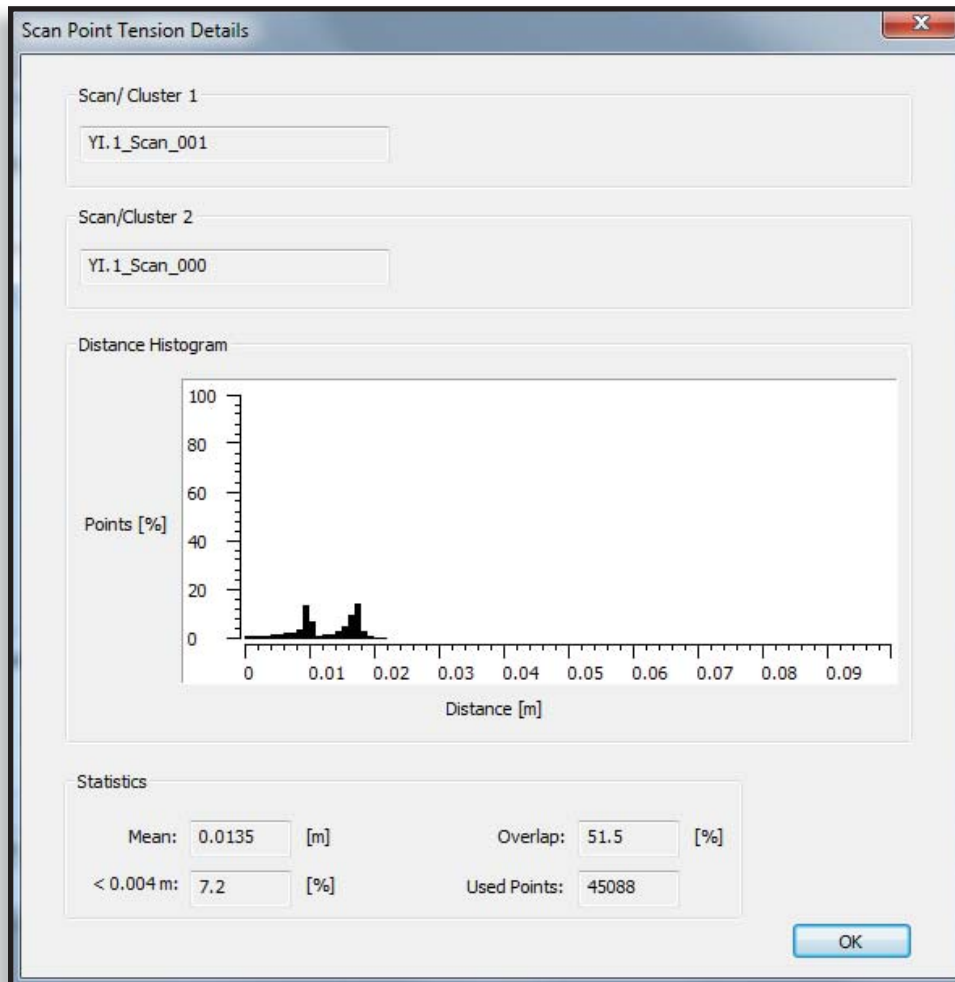 Scan Point Tension Details
Scan/ Cluster 1
YI.1_Scan_001
Scan/Cluster 2
YI.1_Scan_000
Distance Histogram
100
80
60
Points [%]
40
20
0
0 0.01 0.02 0.03 0.04 0.05 0.06 0.07 0.08 0.09
Distance [m]
Statistics
Mean: 0.0135 [m] Overlap: 51.5 [%]
< 0.004 m: 7.2 [%] Used Points: 45088
OK